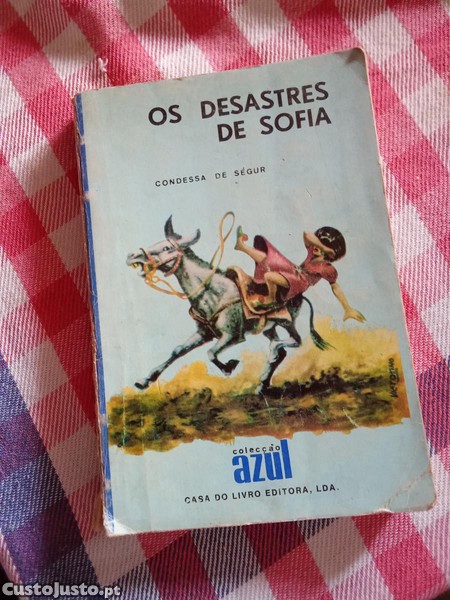 OS DESASTRES
DE SOFIA
CONDESSA DE SÉGUR
colecção
azul
CASA DO LIVRO EDITORA, LDA.
CustoJusto.pt